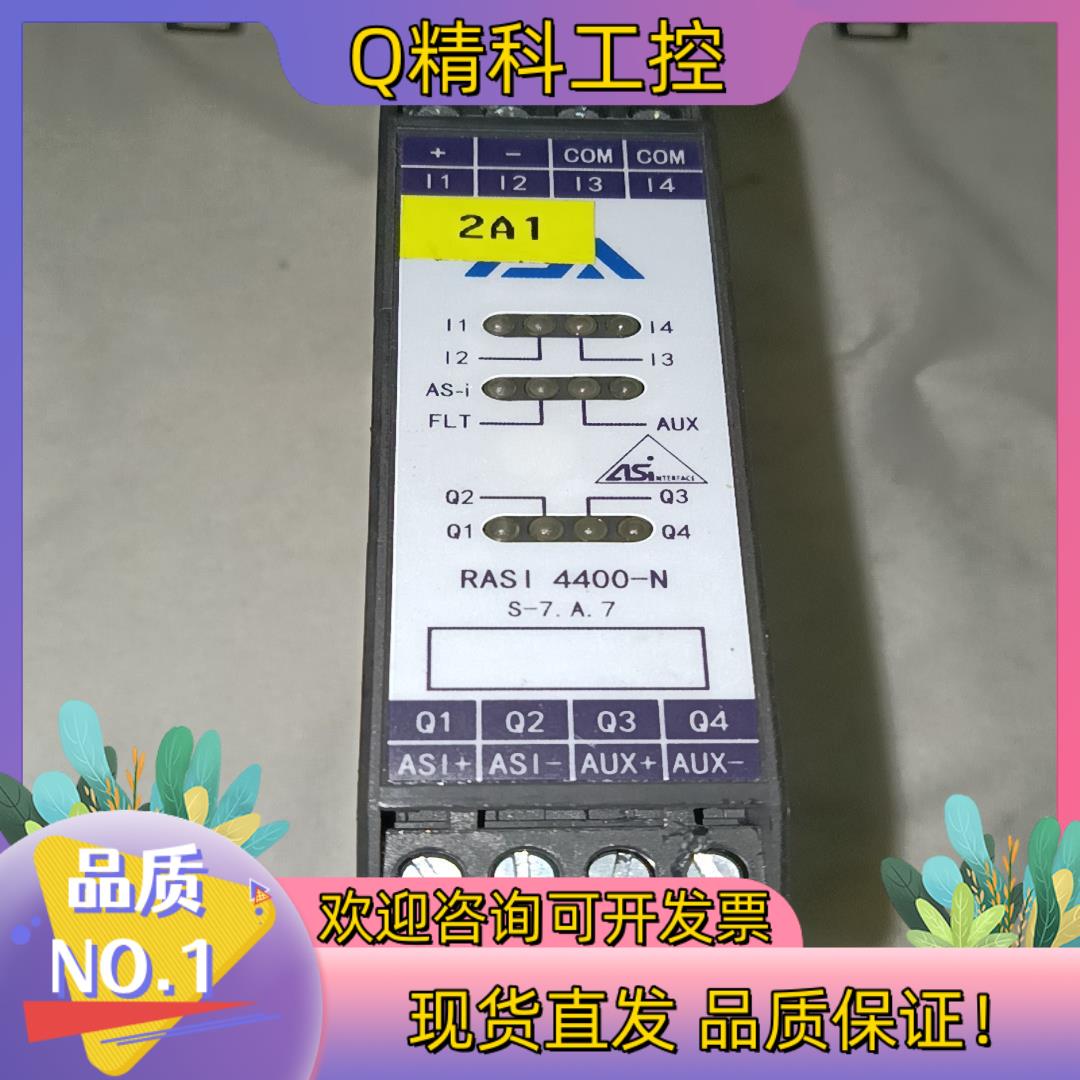 Q精科工控
+ - COM COM
I1 I2 I3 I4
2A1
I1 I4
I2 I3
AS-i
FLT AUX
ASi INTERFACE
Q2 Q3
Q1 Q4
RASI 4400-N
S-7.A.7
Q1 Q2 Q3 Q4
ASI+ ASI- AUX+ AUX-
品质
NO.1
欢迎咨询可开发票
现货直发 品质保证!